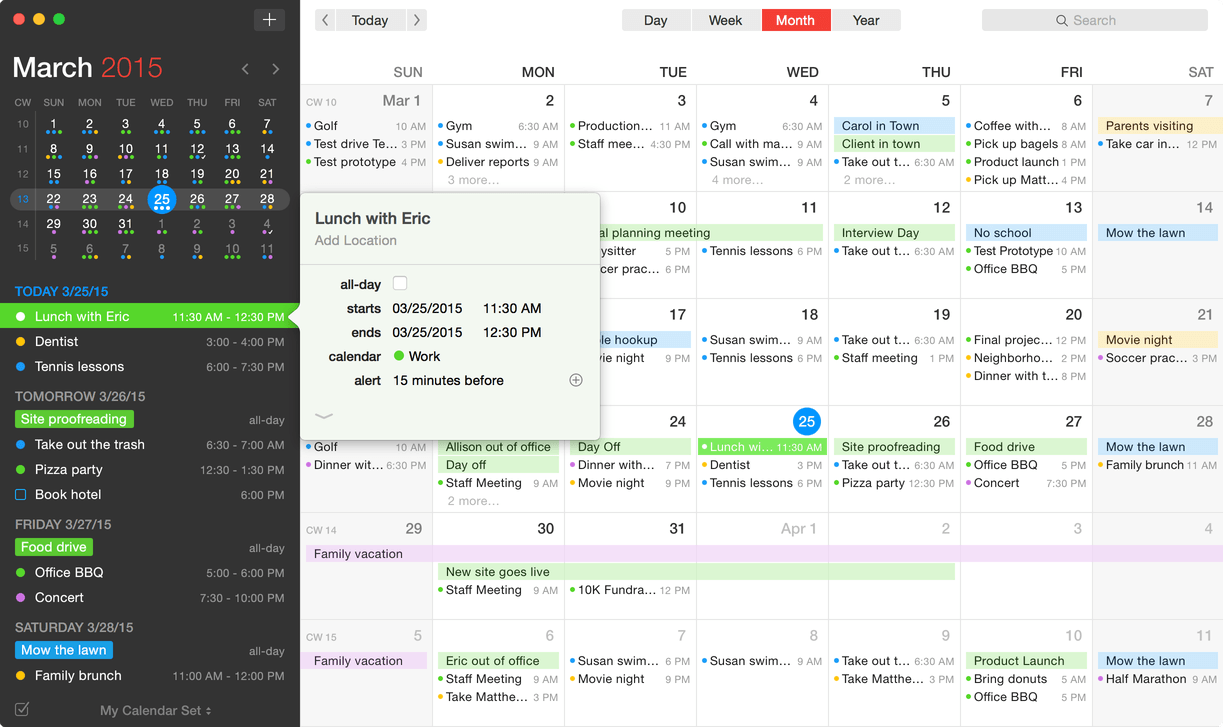 March 2015
CW SUN MON TUE WED THU FRI SAT
10 1 2 3 4 5 6 7
11 8 9 10 11 12 13 14
12 15 16 17 18 19 20 21
13 22 23 24 25 26 27 28
14 29 30 31 1 2 3 4
15 5 6 7 8 9 10 11
TODAY 3/25/15
Lunch with Eric 11:30 AM - 12:30 PM
Dentist 3:00 - 4:00 PM
Tennis lessons 6:00 - 7:30 PM
TOMORROW 3/26/15
Site proofreading all-day
Take out the trash 6:30 - 7:00 AM
Pizza party 12:30 - 1:30 PM
Book hotel 6:00 PM
FRIDAY 3/27/15
Food drive all-day
Office BBQ 5:00 - 6:00 PM
Concert 7:30 - 10:00 PM
SATURDAY 3/28/15
Mow the lawn all-day
Family brunch 11:00 AM - 12:00 PM
My Calendar Set
Today
Day Week Month Year
Search
SUN MON TUE WED THU FRI SAT
CW 10 Mar 1
Golf 10 AM
Test drive Te... 3 PM
Test prototype 4 PM
2
Gym 6:30 AM
Susan swim... 9 AM
Deliver reports 9 AM
3 more...
3
Production... 11 AM
Staff mee... 4:30 PM
4
Gym 6:30 AM
Call with ma... 9 AM
Susan swim... 9 AM
4 more...
5
Carol in Town
Client in town
Take out t... 6:30 AM
2 more...
6
Coffee with... 8 AM
Pick up bagels 8 AM
Product launch 1 PM
Pick up Matt... 4 PM
7
Parents visiting
Take car in... 12 PM
Lunch with Eric
Add Location
all-day
starts 03/25/2015 11:30 AM
ends 03/25/2015 12:30 PM
calendar Work
alert 15 minutes before
10
al planning meeting
ysitter 5 PM
ccer prac... 6 PM
11
Tennis lessons 6 PM
12
Interview Day
Take out t... 6:30 AM
13
No school
Test Prototype 10 AM
Office BBQ 5 PM
14
Mow the lawn
17
le hookup
vie night 9 PM
18
Susan swim... 9 AM
Tennis lessons 6 PM
19
Take out t... 6:30 AM
Staff meeting 1 PM
20
Final projec... 12 PM
Neighborho... 2 PM
Dinner with t... 8 PM
21
Movie night
Soccer prac... 3 PM
Golf 10 AM
Dinner wit... 6:30 PM
Allison out of office
Day off
Staff Meeting 9 AM
2 more...
24
Day Off
Dinner with... 7 PM
Movie night 9 PM
25
Lunch wi... 11:30 AM
Dentist 3 PM
Tennis lessons 6 PM
26
Site proofreading
Take out t... 6:30 AM
Pizza party 12:30 PM
27
Food drive
Office BBQ 5 PM
Concert 7:30 PM
28
Mow the lawn
Family brunch 11 AM
CW 14 29 30 31 Apr 1 2 3 4
Family vacation
New site goes live
Staff Meeting 9 AM
10K Fundra... 12 PM
CW 15 5
Family vacation
6
Eric out of office
Staff Meeting 9 AM
Take Matthe... 3 PM
7
Susan swim... 6 PM
Movie night 9 PM
8
Susan swim... 9 AM
9
Take out t... 6:30 AM
Take Matthe... 3 PM
10
Product Launch
Bring donuts 5 AM
Office BBQ 5 PM
11
Mow the lawn
Half Marathon 9 AM